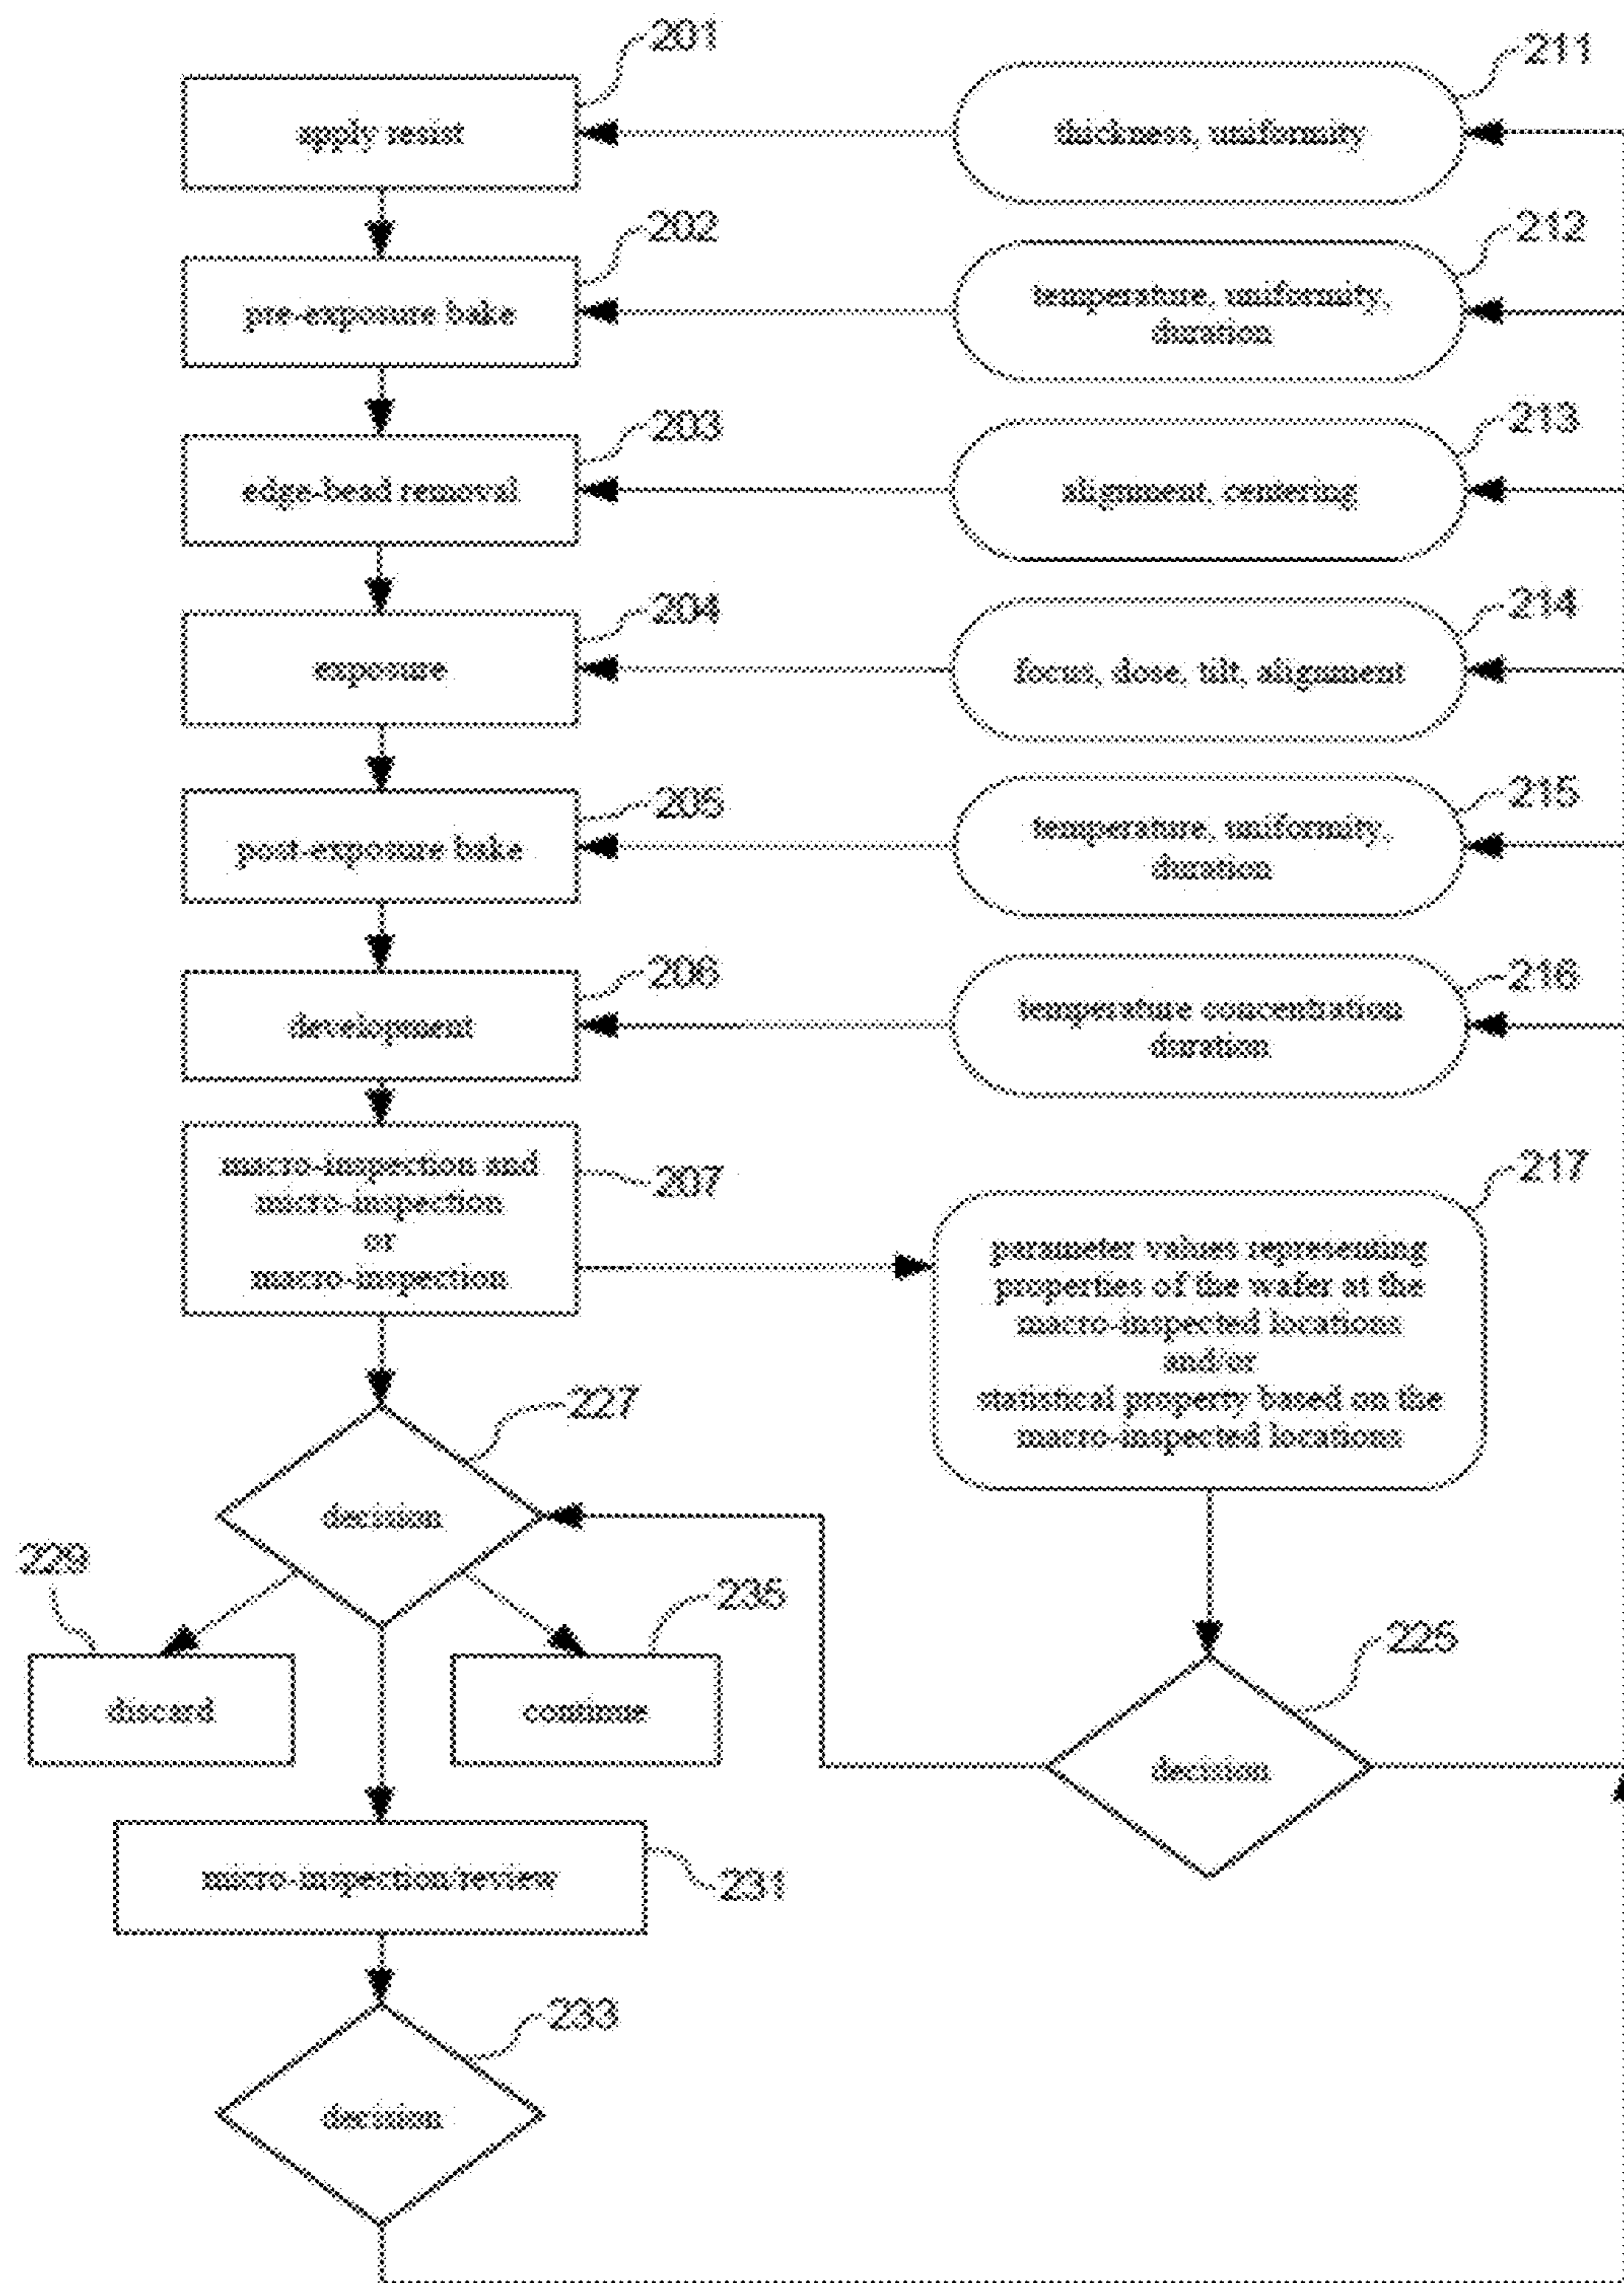 201
211
apply resist
thickness, uniformity
202
212
pre-exposure bake
temperature, uniformity,
duration
203
213
edge-bead removal
alignment, centering
204
214
exposure
focus, dose, tilt, alignment
205
215
post-exposure bake
temperature, uniformity,
duration
206
216
development
temperature concentration
duration
macro-inspection and
micro-inspection
or
macro-inspection
207
217
parameter values representing
properties of the wafer at the
macro-inspected locations
and/or
statistical property based on the
macro-inspected locations
227
decision
229
235
discard
continue
225
decision
micro-inspection/review
231
233
decision